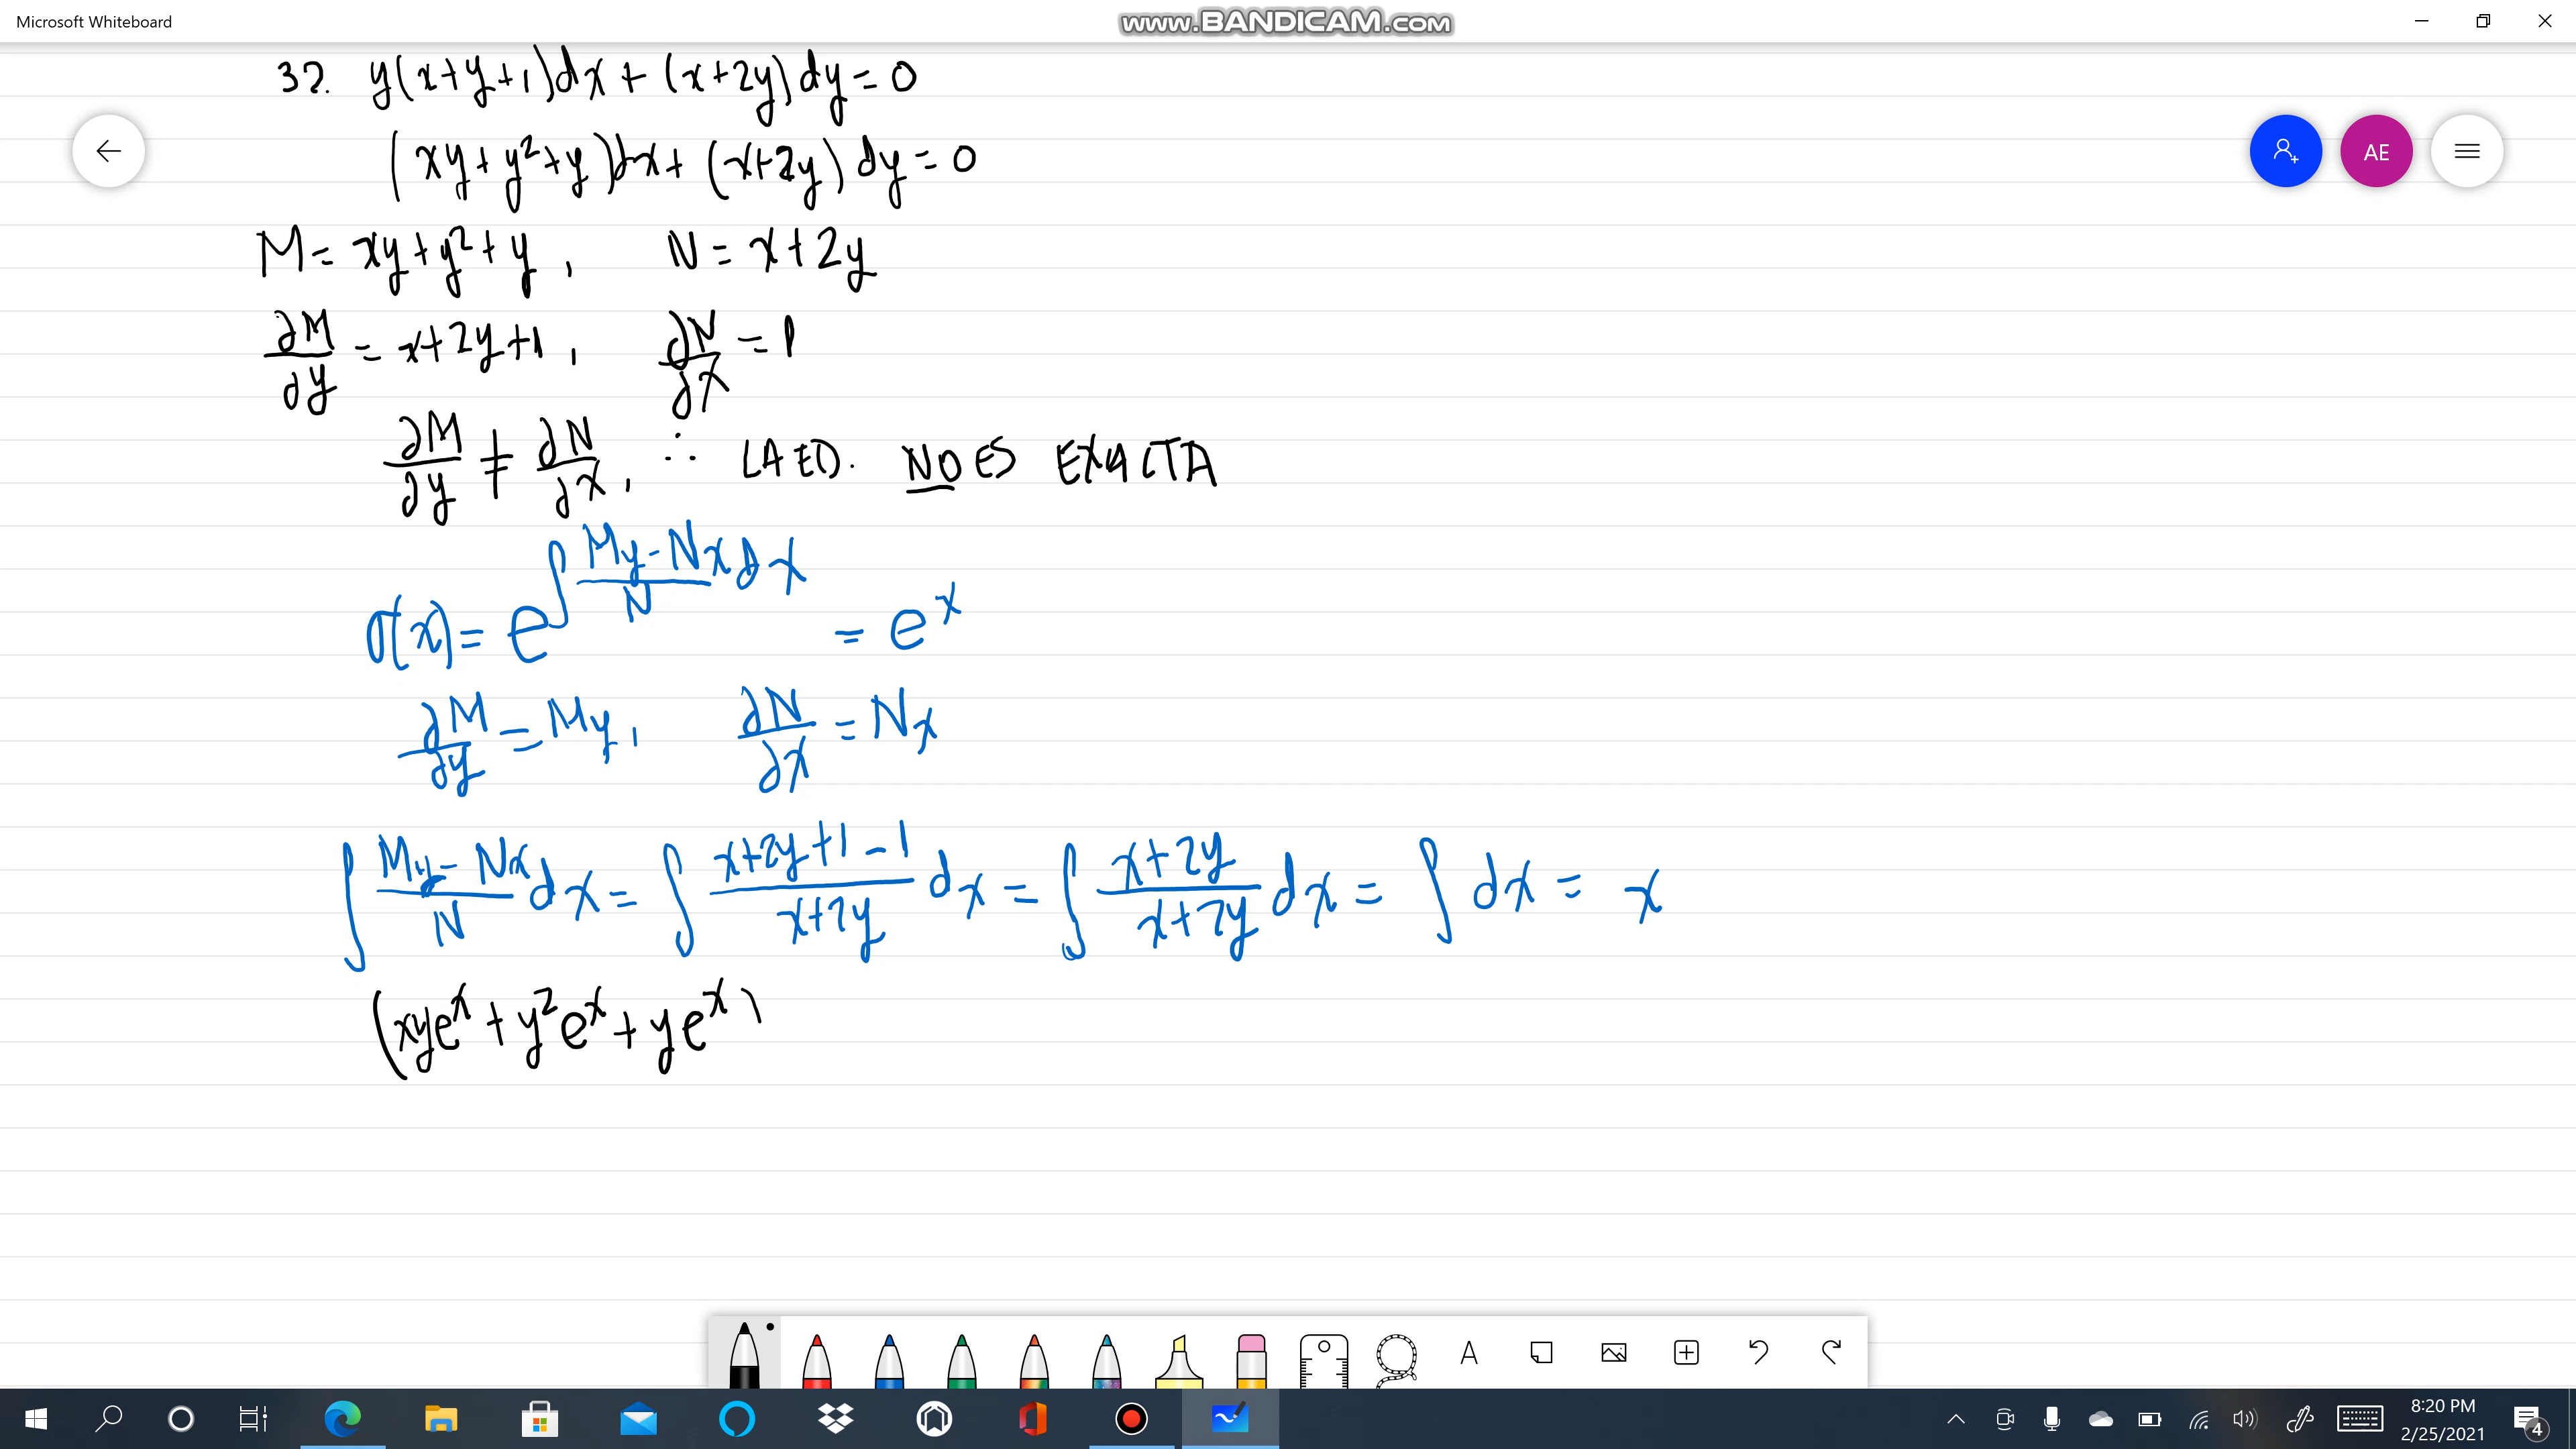 Microsoft Whiteboard
www.BANDICAM.com
32. y(x+y+1)dx + (x+2y)dy = 0
(xy+y²+y)dx + (x+2y)dy = 0
AE
M = xy+y²+y, N = x+2y
∂M/∂y = x+2y+1, ∂N/∂x = 1
∂M/∂y ≠ ∂N/∂x, ∴ LA ED. NO ES EXACTA
σ(x) = e^∫ (My-Nx)/N dx = e^x
∂M/∂y = My, ∂N/∂x = Nx
∫ (My-Nx)/N dx = ∫ (x+2y+1-1)/(x+2y) dx = ∫ (x+2y)/(x+2y) dx = ∫ dx = x
(xye^x + y²e^x + ye^x)
A
8:20 PM
2/25/2021
4